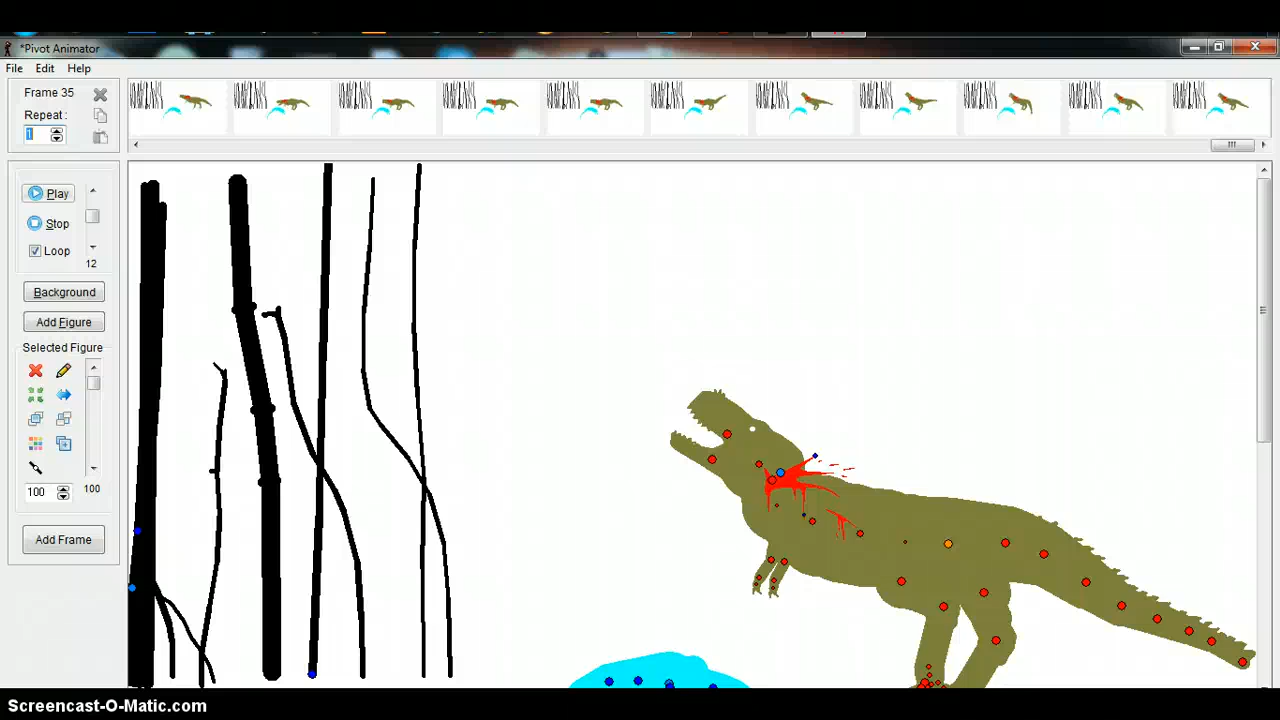 *Pivot Animator
File Edit Help
Frame 35
Repeat:
1
Play
Stop
Loop
12
Background
Add Figure
Selected Figure
100 100
Add Frame
Screencast-O-Matic.com